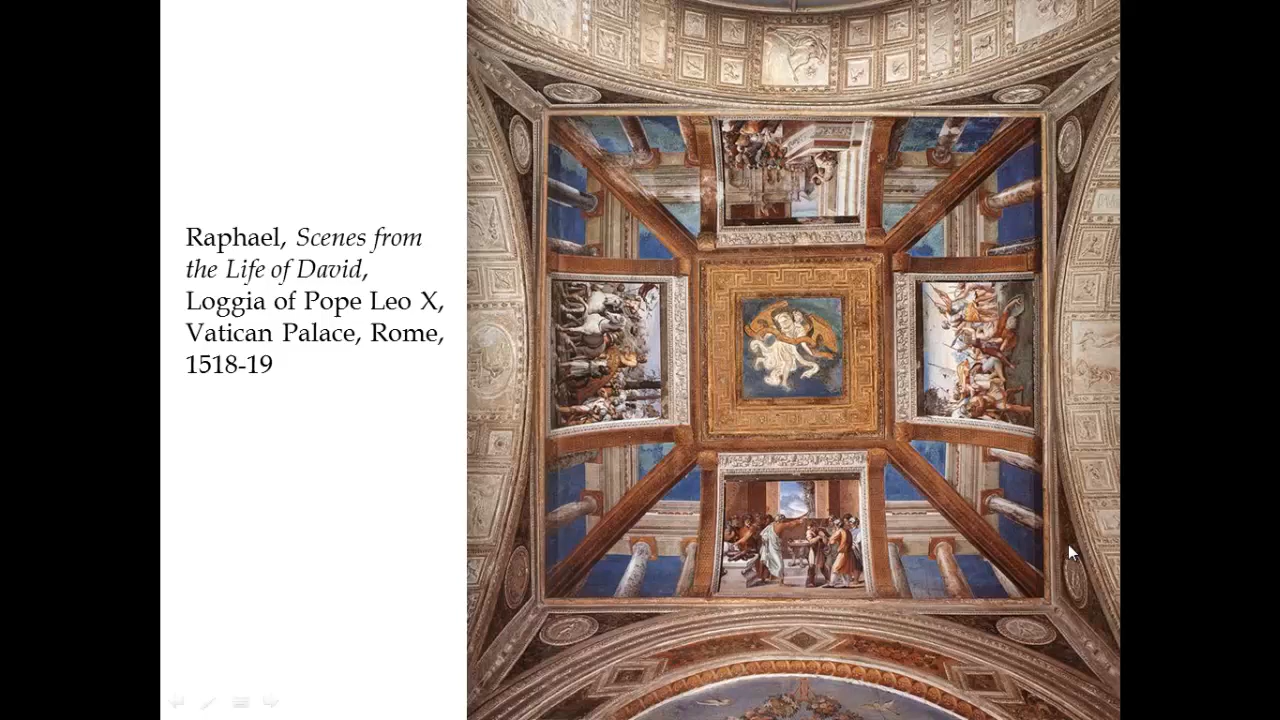 Raphael, Scenes from
the Life of David,
Loggia of Pope Leo X,
Vatican Palace, Rome,
1518-19